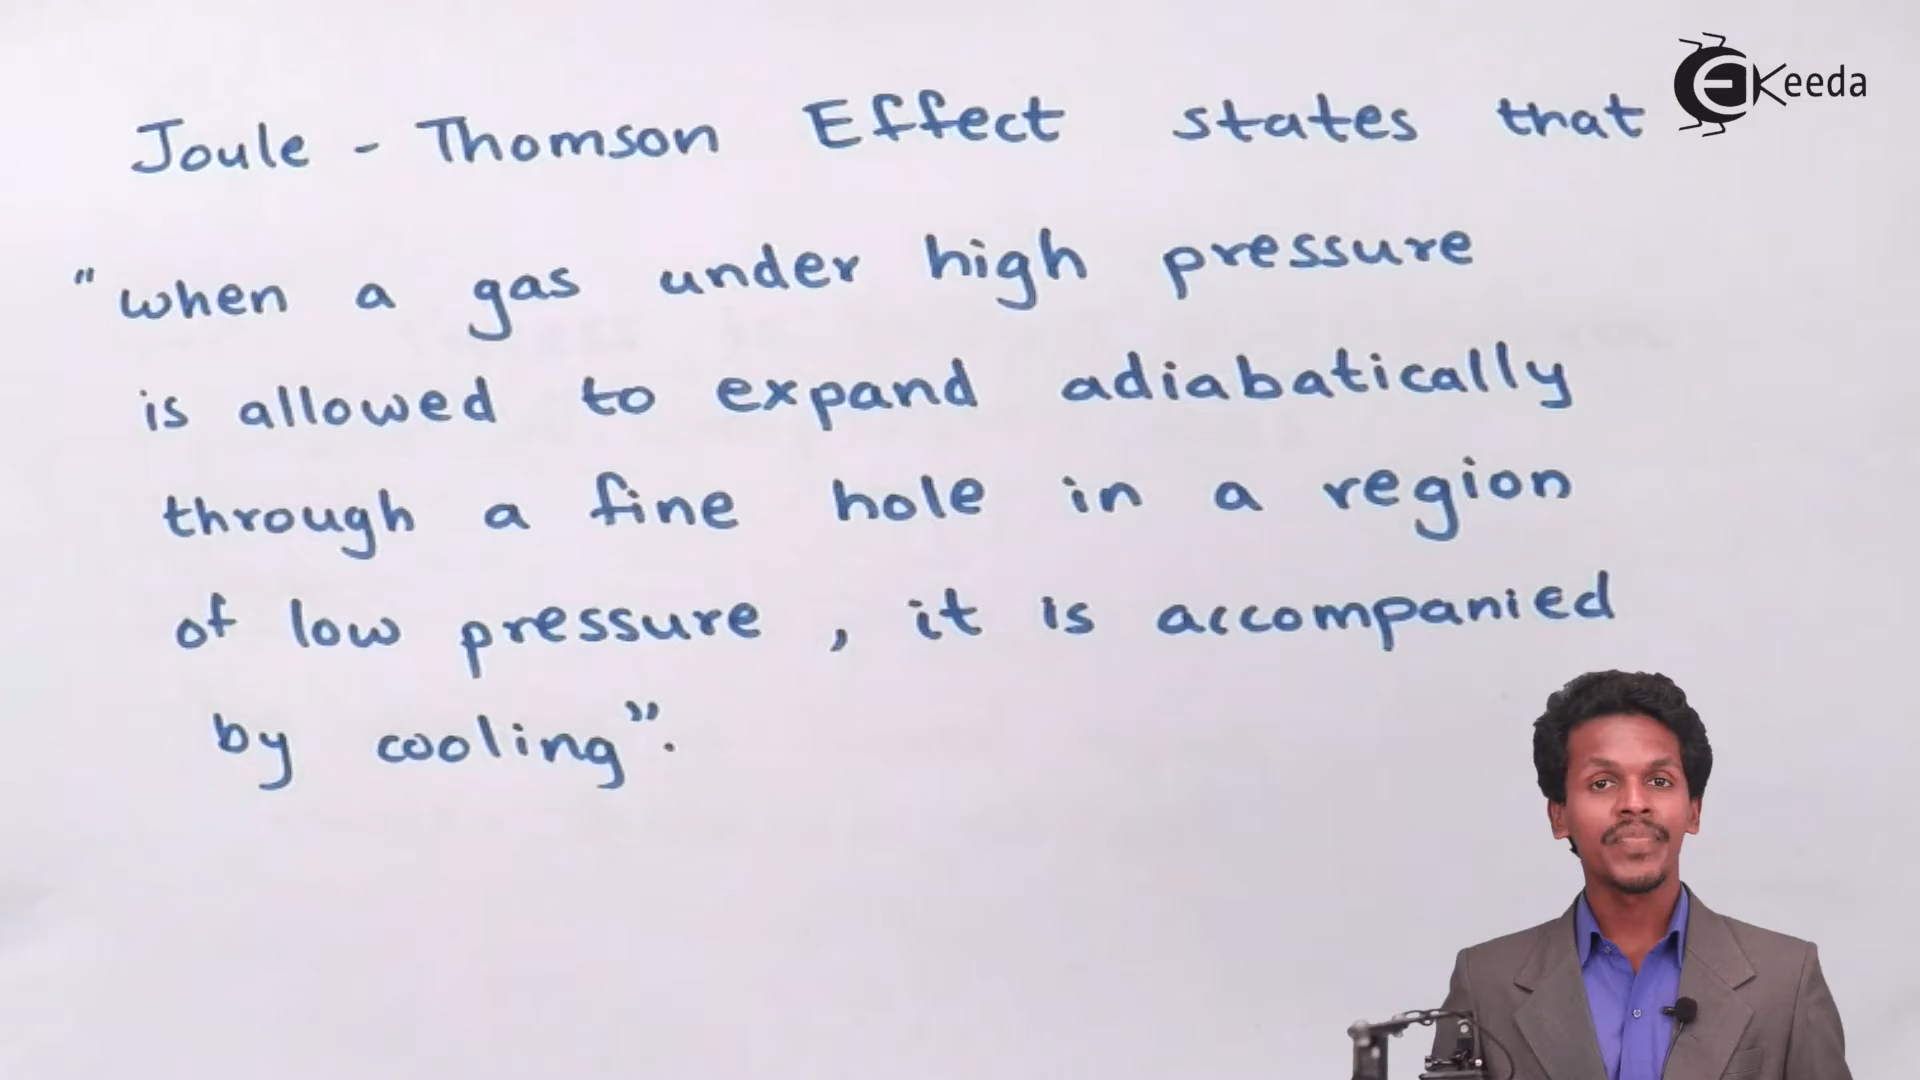 Joule - Thomson Effect states that
"when a gas under high pressure
is allowed to expand adiabatically
through a fine hole in a region
of low pressure, it is accompanied
by cooling".
EKeeda